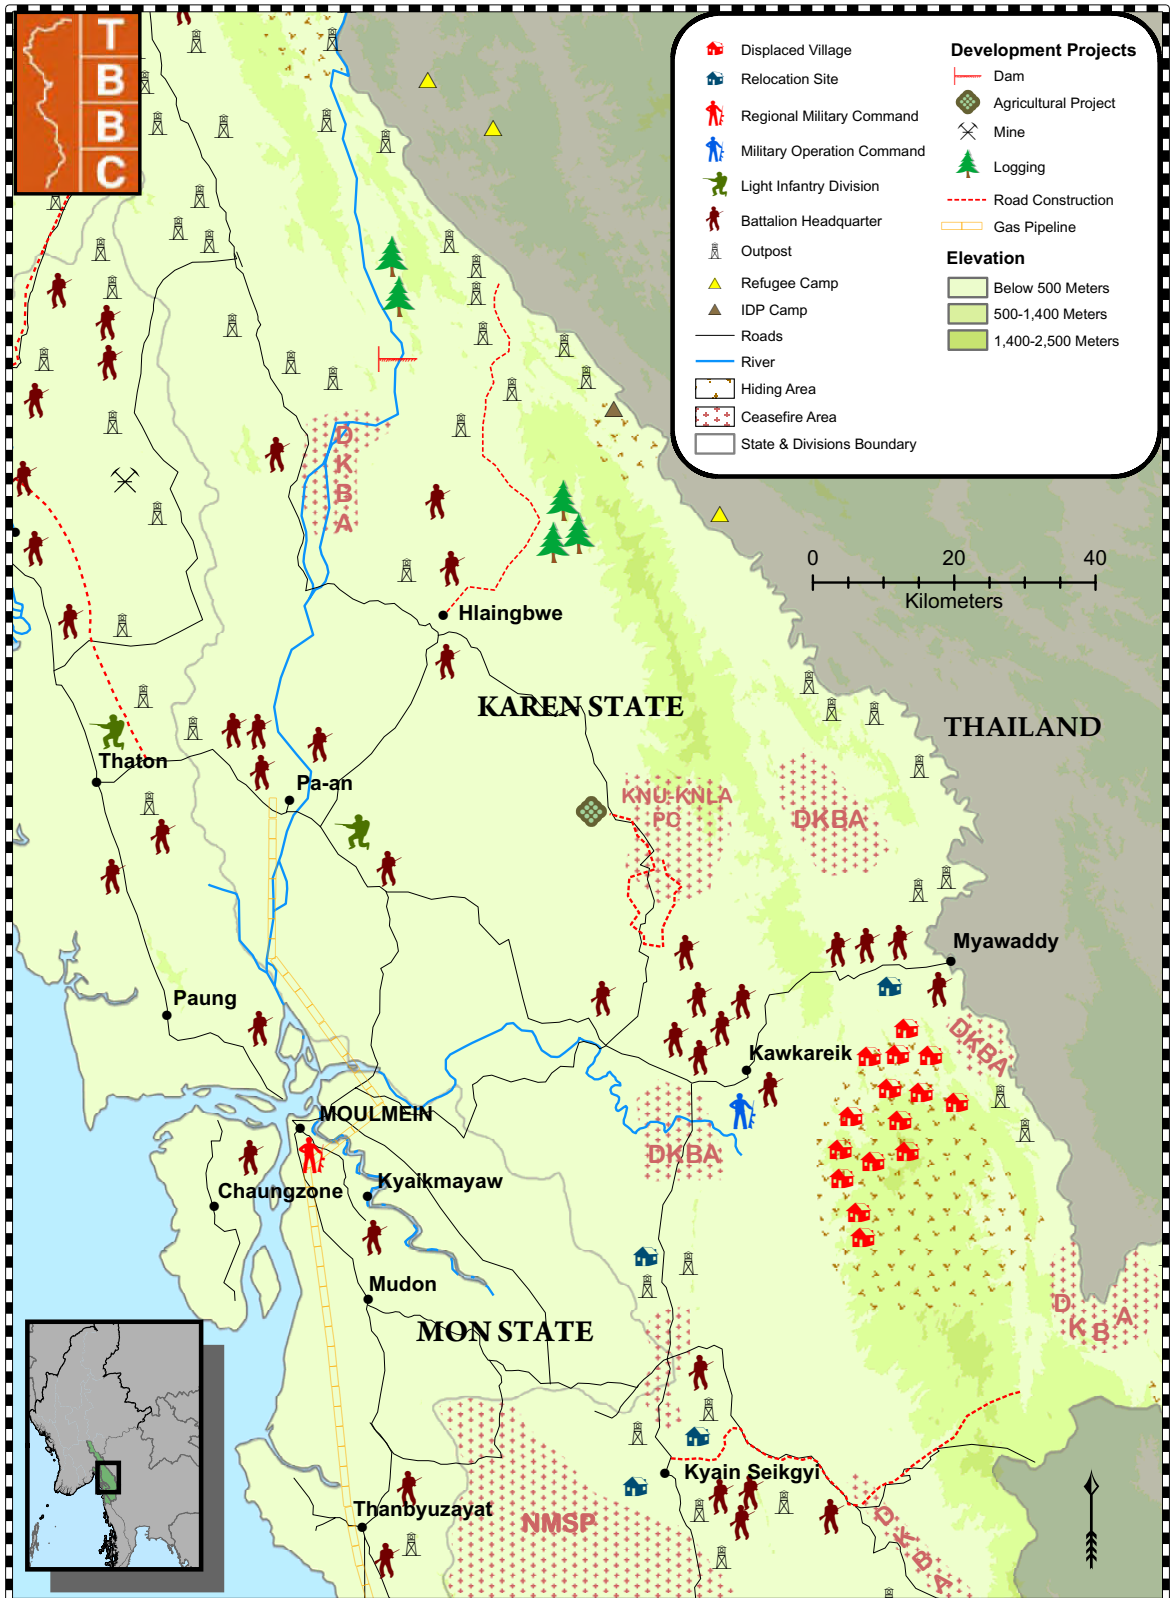 T
B
B
C
Displaced Village
Relocation Site
Regional Military Command
Military Operation Command
Light Infantry Division
Battalion Headquarter
Outpost
Refugee Camp
IDP Camp
Roads
River
Hiding Area
Ceasefire Area
State & Divisions Boundary
Development Projects
Dam
Agricultural Project
Mine
Logging
Road Construction
Gas Pipeline
Elevation
Below 500 Meters
500-1,400 Meters
1,400-2,500 Meters
0 20 40
Kilometers
D
K
B
A
Hlaingbwe
KAREN STATE
THAILAND
Thaton
Pa-an
KNU-KNLA
PC
DKBA
Myawaddy
Paung
DKBA
Kawkareik
MOULMEIN
DKBA
Kyaikmayaw
Chaungzone
Mudon
MON STATE
D K B A
Kyain Seikgyi
Thanbyuzayat
NMSP
D K B A